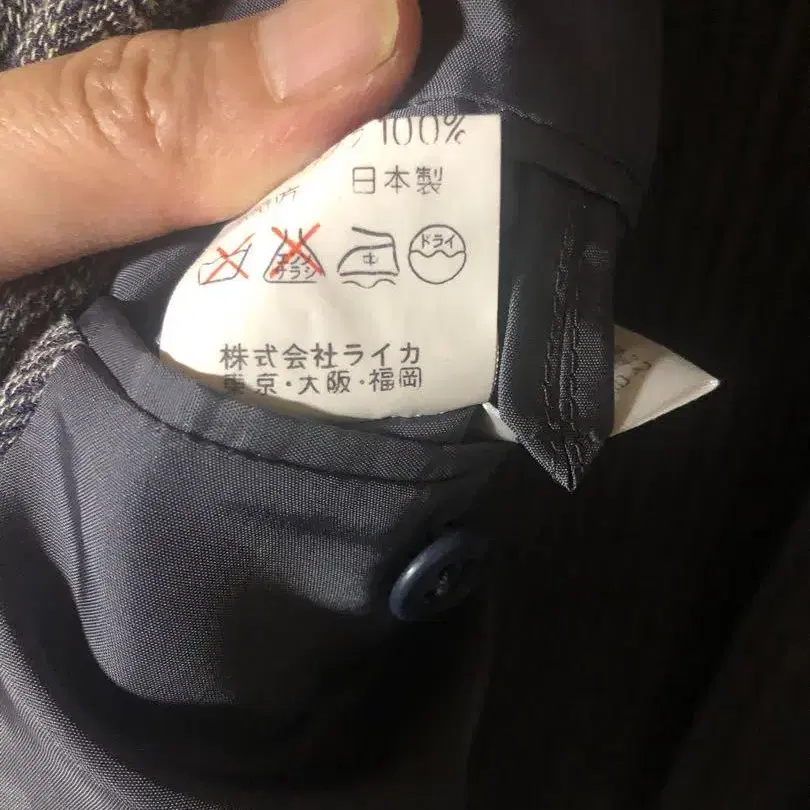 100%
日本製
エンソ
サラシ
中
ドライ
株式会社ライカ
東京・大阪・福岡